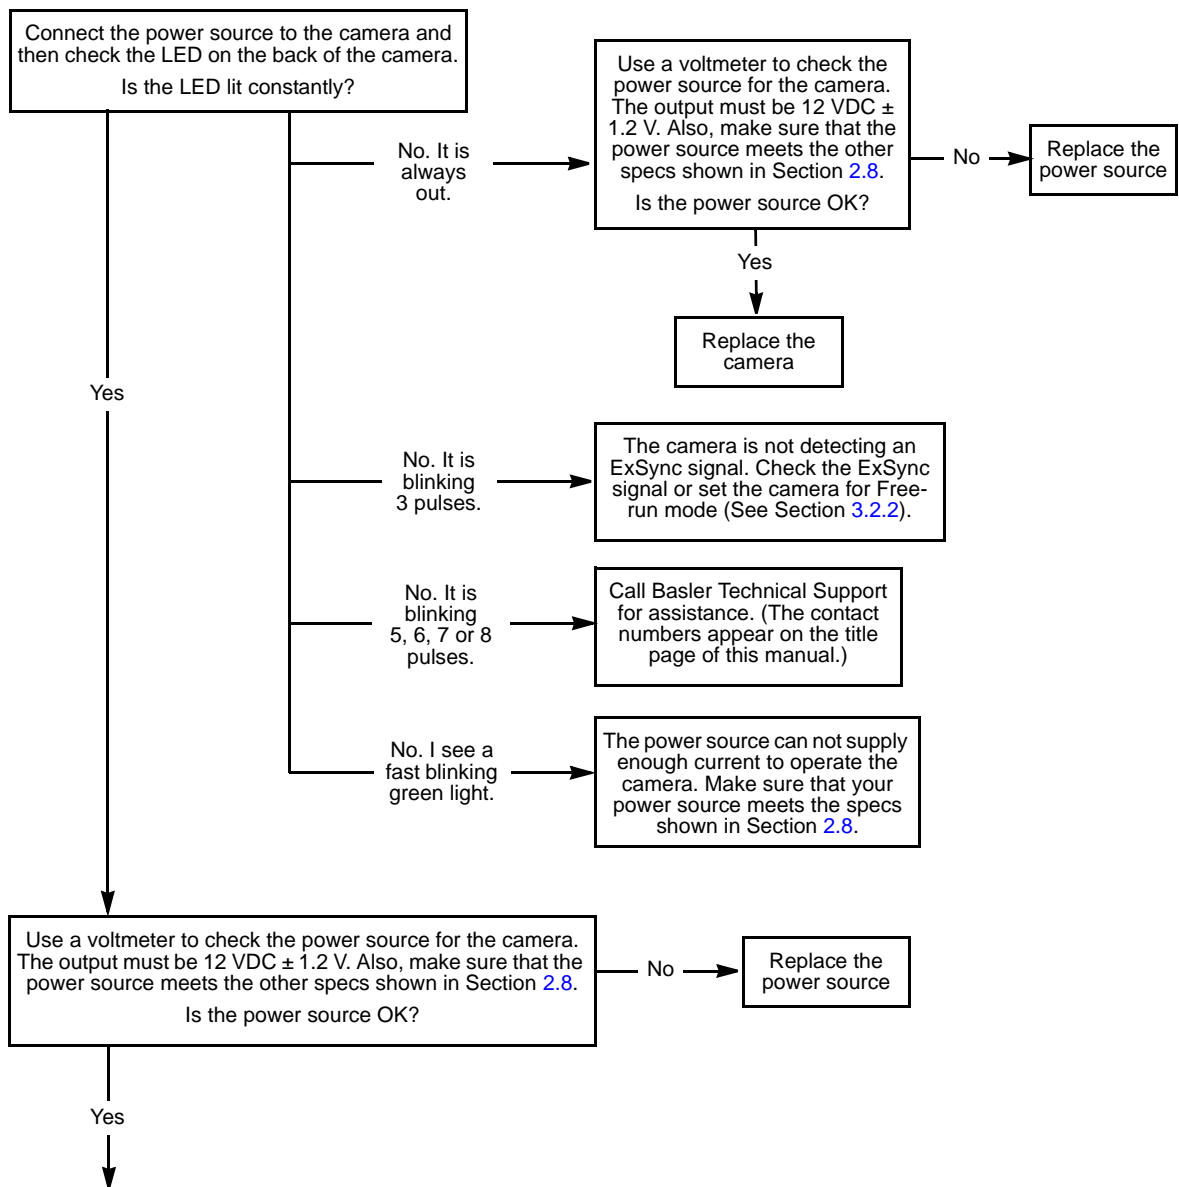 Connect the power source to the camera and
then check the LED on the back of the camera.
Is the LED lit constantly?
Use a voltmeter to check the
power source for the camera.
The output must be 12 VDC ±
1.2 V. Also, make sure that the
power source meets the other
specs shown in Section 2.8.
Is the power source OK?
No. It is
always
out.
No
Replace the
power source
Yes
Replace the
camera
Yes
No. It is
blinking
3 pulses.
The camera is not detecting an
ExSync signal. Check the ExSync
signal or set the camera for Free-
run mode (See Section 3.2.2).
No. It is
blinking
5, 6, 7 or 8
pulses.
Call Basler Technical Support
for assistance. (The contact
numbers appear on the title
page of this manual.)
No. I see a
fast blinking
green light.
The power source can not supply
enough current to operate the
camera. Make sure that your
power source meets the specs
shown in Section 2.8.
Use a voltmeter to check the power source for the camera.
The output must be 12 VDC ± 1.2 V. Also, make sure that the
power source meets the other specs shown in Section 2.8.
Is the power source OK?
No
Replace the
power source
Yes